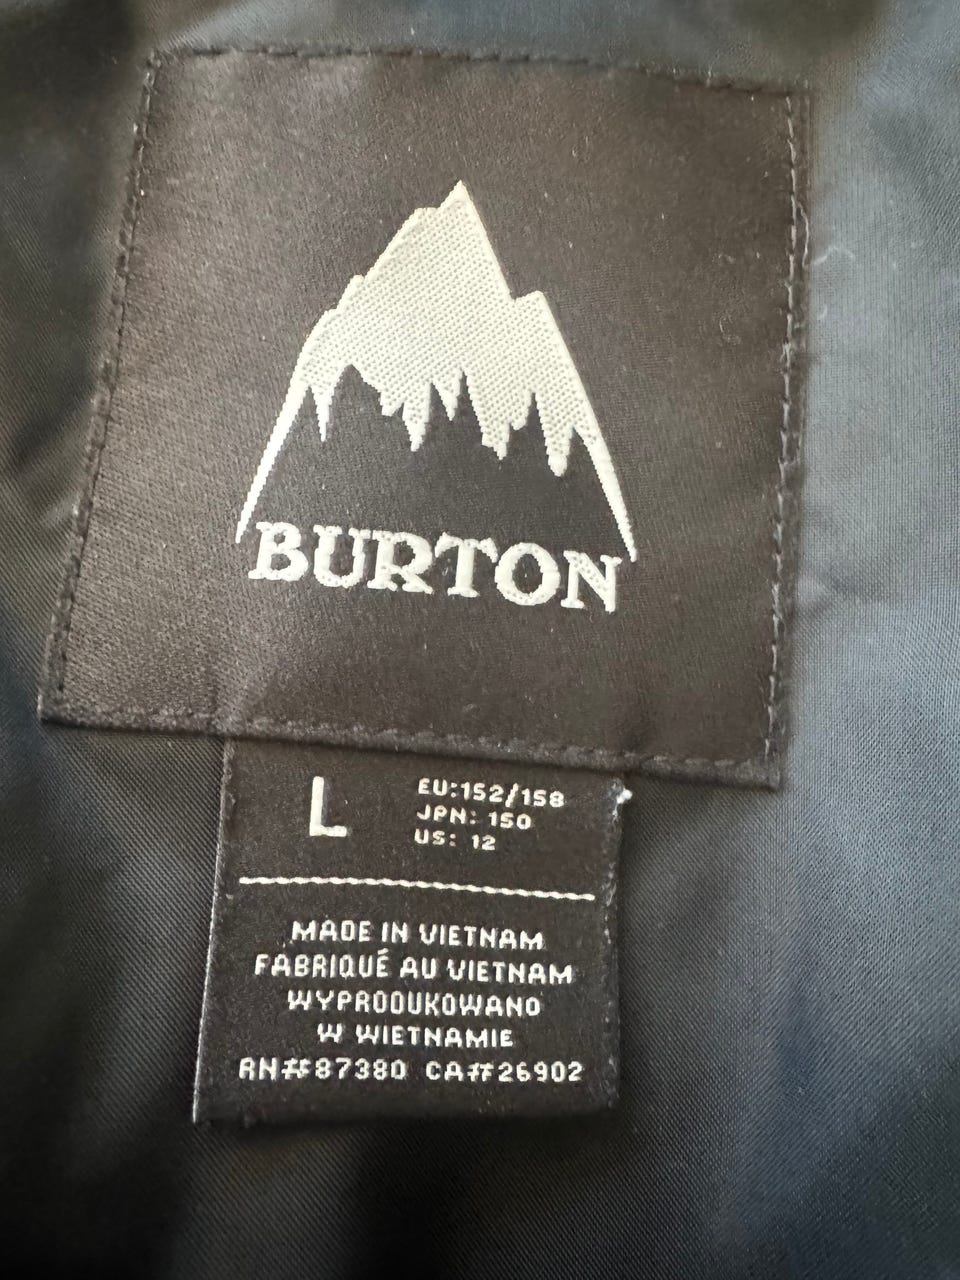 BURTON
L
EU:152/158
JPN: 150
US: 12
MADE IN VIETNAM
FABRIQUÉ AU VIETNAM
WYPRODUKOWANO
W WIETNAMIE
RN#87380 CA#26902